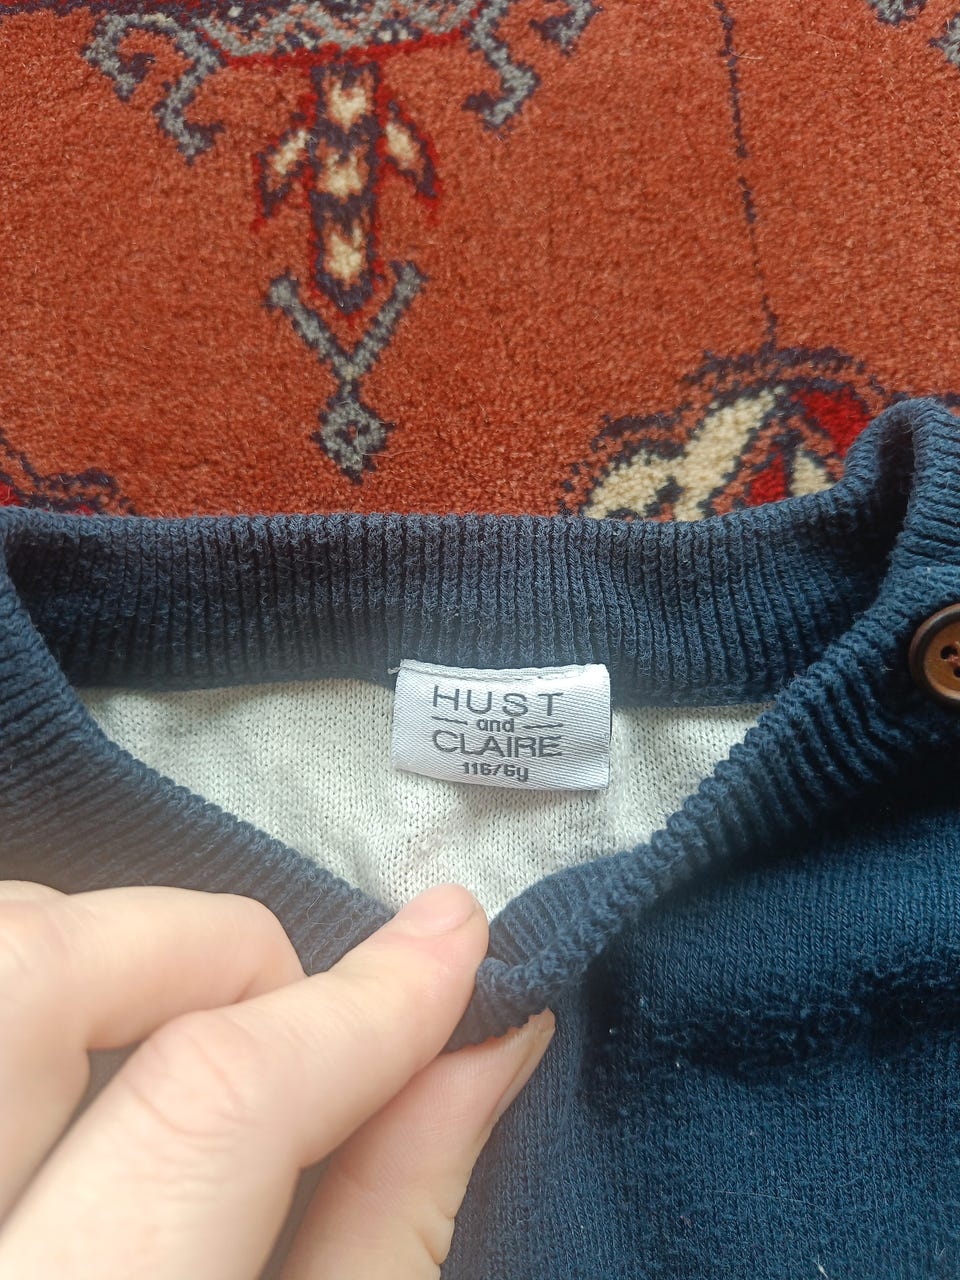 HUST
and
CLAIRE
116/6y